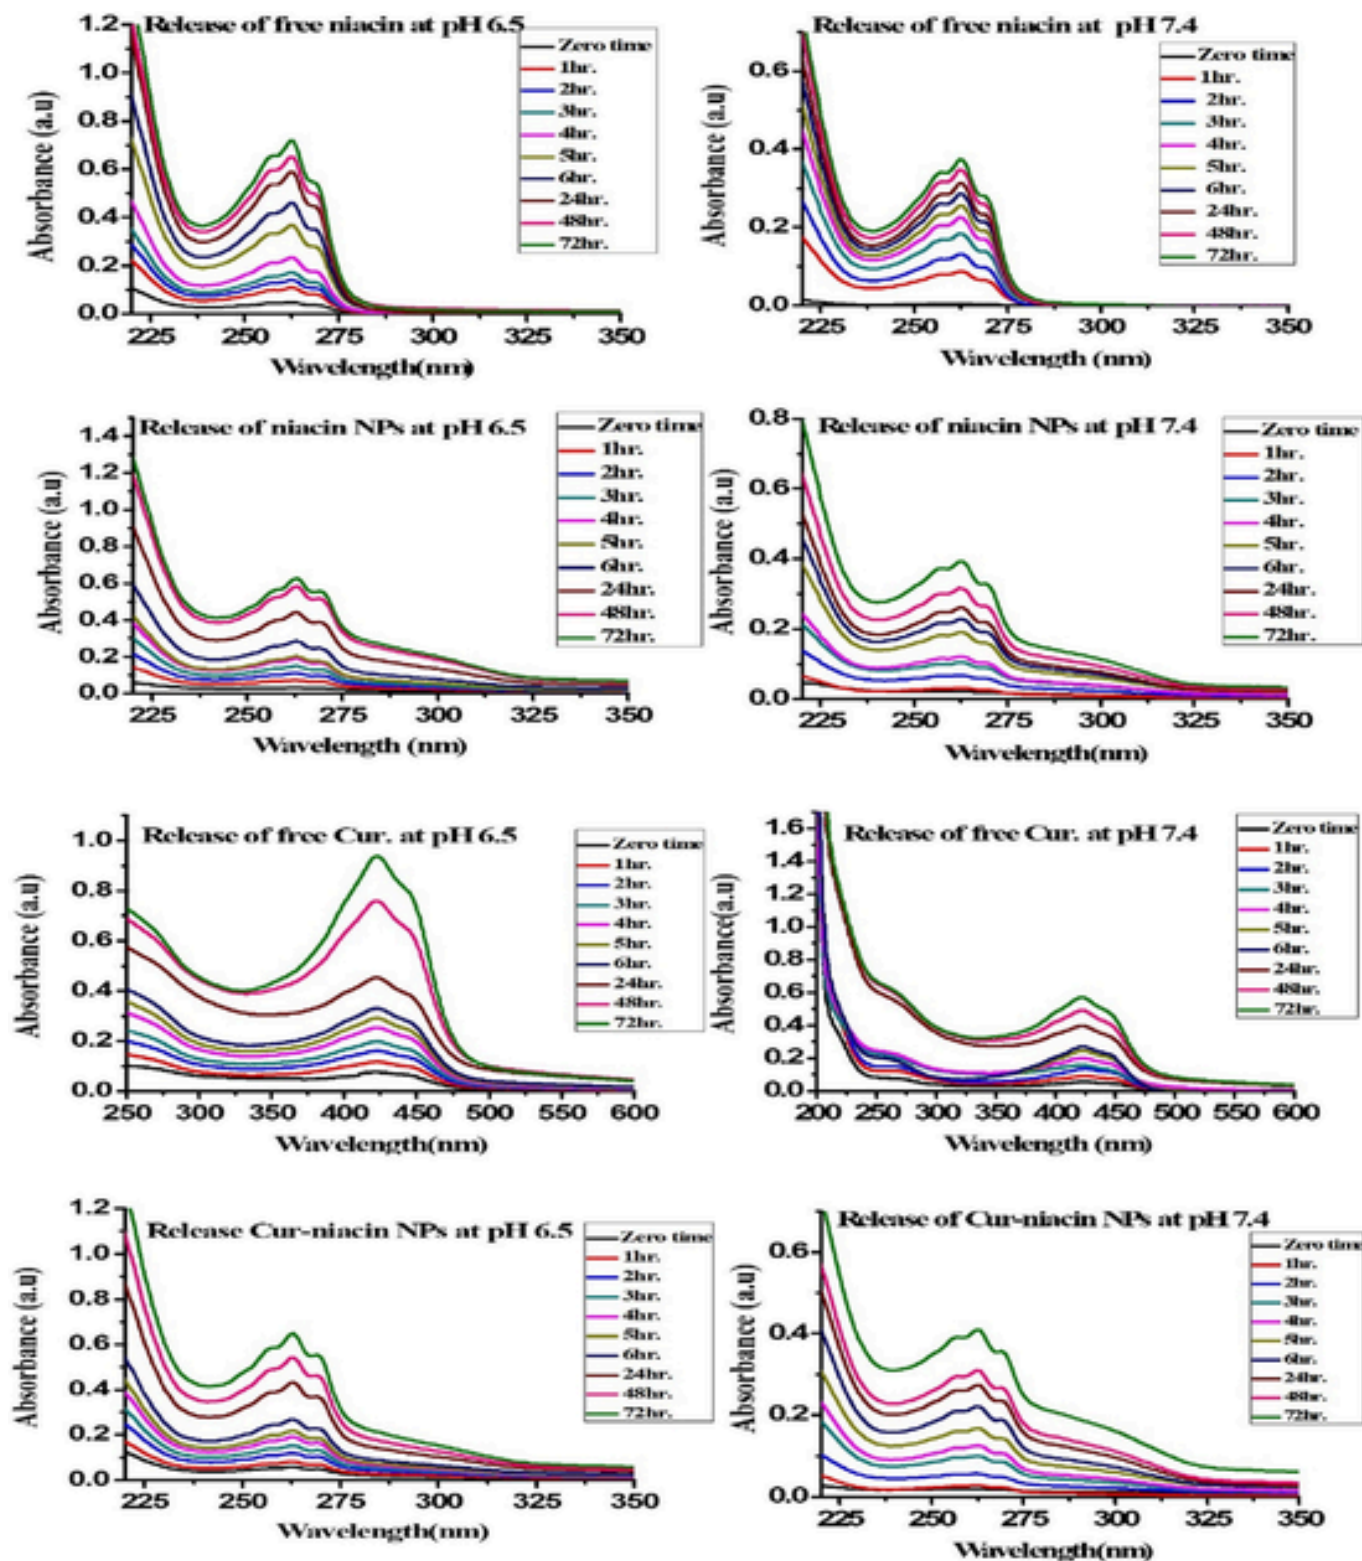 Release of free niacin at pH 6.5
Zero time
1hr.
2hr.
3hr.
4hr.
5hr.
6hr.
24hr.
48hr.
72hr.
Absorbance (a.u)
1.2
1.0
0.8
0.6
0.4
0.2
0.0
225 250 275 300 325 350
Wavelength(nm)
Release of free niacin at pH 7.4
Zero time
1hr.
2hr.
3hr.
4hr.
5hr.
6hr.
24hr.
48hr.
72hr.
Absorbance (a.u)
0.6
0.4
0.2
0.0
225 250 275 300 325 350
Wavelength (nm)
Release of niacin NPs at pH 6.5
Zero time
1hr.
2hr.
3hr.
4hr.
5hr.
6hr.
24hr.
48hr.
72hr.
Absorbance (a.u)
1.4
1.2
1.0
0.8
0.6
0.4
0.2
0.0
225 250 275 300 325 350
Wavelength (nm)
Release of niacin NPs at pH 7.4
Zero time
1hr.
2hr.
3hr.
4hr.
5hr.
6hr.
24hr.
48hr.
72hr.
Absorbance (a.u)
0.8
0.6
0.4
0.2
0.0
225 250 275 300 325 350
Wavelength(nm)
Release of free Cur. at pH 6.5
Zero time
1hr.
2hr.
3hr.
4hr.
5hr.
6hr.
24hr.
48hr.
72hr.
Absorbance (a.u)
1.0
0.8
0.6
0.4
0.2
0.0
250 300 350 400 450 500 550 600
Wavelength(nm)
Release of free Cur. at pH 7.4
Zero time
1hr.
2hr.
3hr.
4hr.
5hr.
6hr.
24hr.
48hr.
72hr.
Absorbance(a.u)
1.6
1.4
1.2
1.0
0.8
0.6
0.4
0.2
0.0
200 250 300 350 400 450 500 550 600
Wavelength (nm)
Release Cur-niacin NPs at pH 6.5
Zero time
1hr.
2hr.
3hr.
4hr.
5hr.
6hr.
24hr.
48hr.
72hr.
Absorbance (a.u)
1.2
1.0
0.8
0.6
0.4
0.2
0.0
225 250 275 300 325 350
Wavelength(nm)
Release of Cur-niacin NPs at pH 7.4
Zero time
1hr.
2hr.
3hr.
4hr.
5hr.
6hr.
24hr.
48hr.
72hr.
Absorbance (a.u)
0.6
0.4
0.2
0.0
225 250 275 300 325 350
Wavelength(nm)